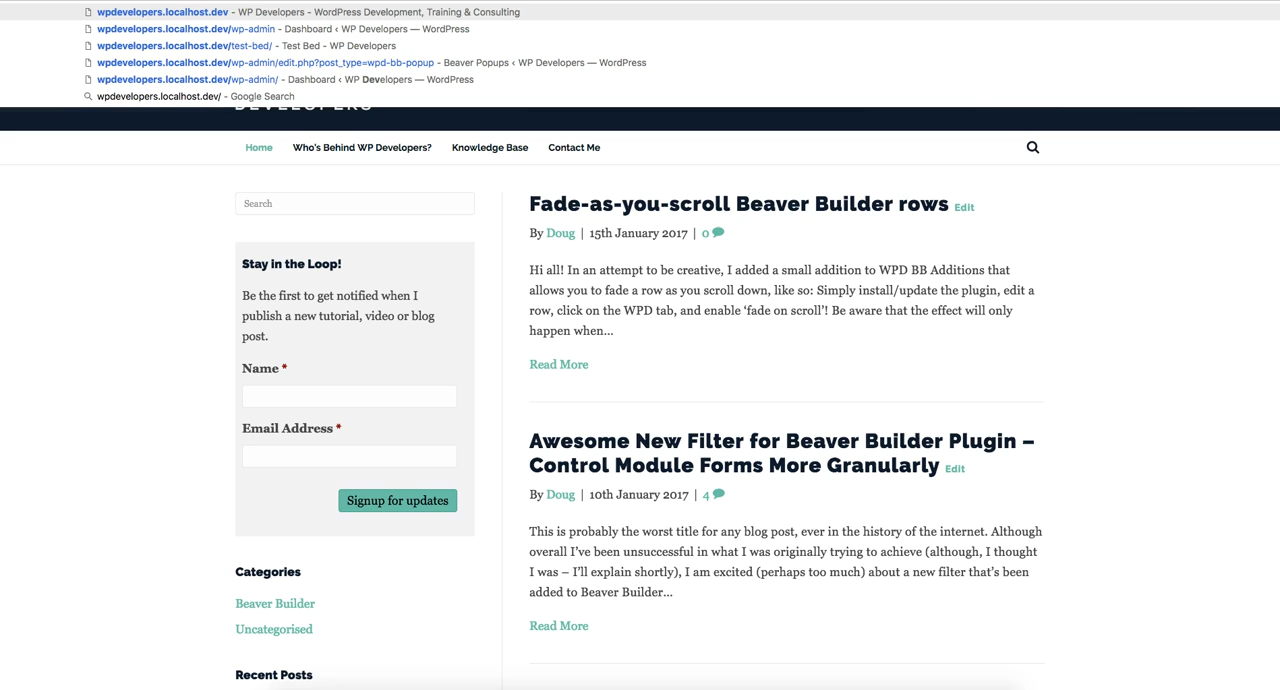 wpdevelopers.localhost.dev - WP Developers - WordPress Development, Training & Consulting
wpdevelopers.localhost.dev/wp-admin - Dashboard ‹ WP Developers — WordPress
wpdevelopers.localhost.dev/test-bed/ - Test Bed - WP Developers
wpdevelopers.localhost.dev/wp-admin/edit.php?post_type=wpd-bb-popup - Beaver Popups ‹ WP Developers — WordPress
wpdevelopers.localhost.dev/wp-admin/ - Dashboard ‹ WP Developers — WordPress
wpdevelopers.localhost.dev/ - Google Search
DEVELOPERS
Home Who's Behind WP Developers? Knowledge Base Contact Me
Search
Stay in the Loop!
Be the first to get notified when I
publish a new tutorial, video or blog
post.
Name *
Email Address *
Signup for updates
Categories
Beaver Builder
Uncategorised
Recent Posts
Fade-as-you-scroll Beaver Builder rows Edit
By Doug | 15th January 2017 | 0
Hi all! In an attempt to be creative, I added a small addition to WPD BB Additions that
allows you to fade a row as you scroll down, like so: Simply install/update the plugin, edit a
row, click on the WPD tab, and enable ‘fade on scroll’! Be aware that the effect will only
happen when…
Read More
Awesome New Filter for Beaver Builder Plugin –
Control Module Forms More Granularly Edit
By Doug | 10th January 2017 | 4
This is probably the worst title for any blog post, ever in the history of the internet. Although
overall I’ve been unsuccessful in what I was originally trying to achieve (although, I thought
I was – I’ll explain shortly), I am excited (perhaps too much) about a new filter that’s been
added to Beaver Builder…
Read More